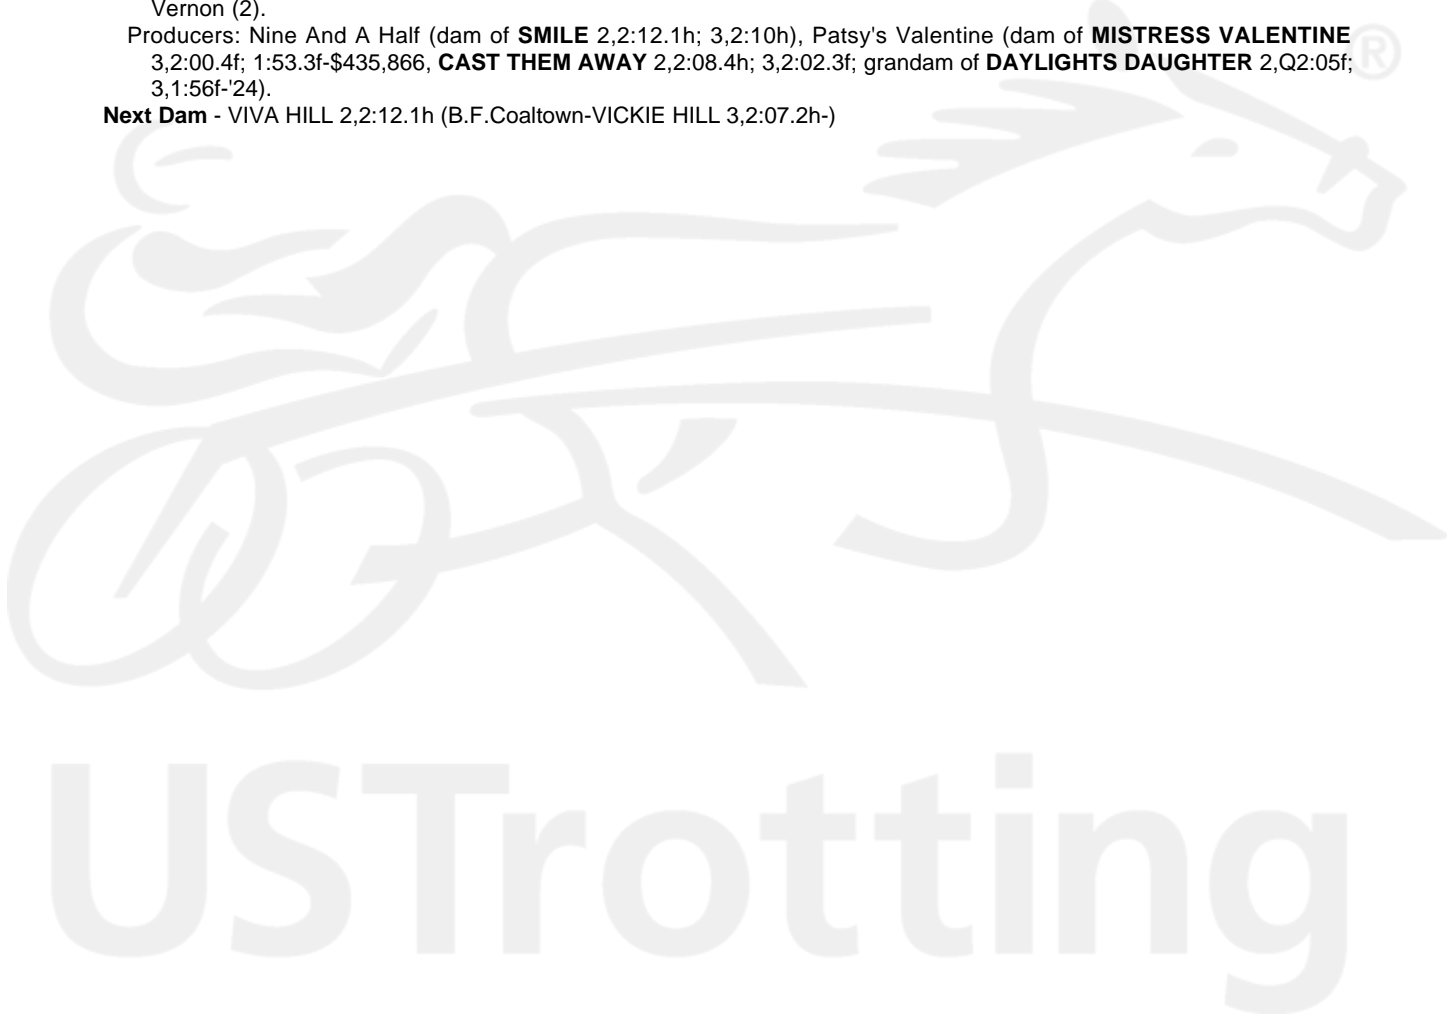 Vernon (2).
Producers: Nine And A Half (dam of SMILE 2,2:12.1h; 3,2:10h), Patsy's Valentine (dam of MISTRESS VALENTINE
3,2:00.4f; 1:53.3f-$435,866, CAST THEM AWAY 2,2:08.4h; 3,2:02.3f; grandam of DAYLIGHTS DAUGHTER 2,Q2:05f;
3,1:56f-'24).
Next Dam - VIVA HILL 2,2:12.1h (B.F.Coaltown-VICKIE HILL 3,2:07.2h-)
®
USTrotting